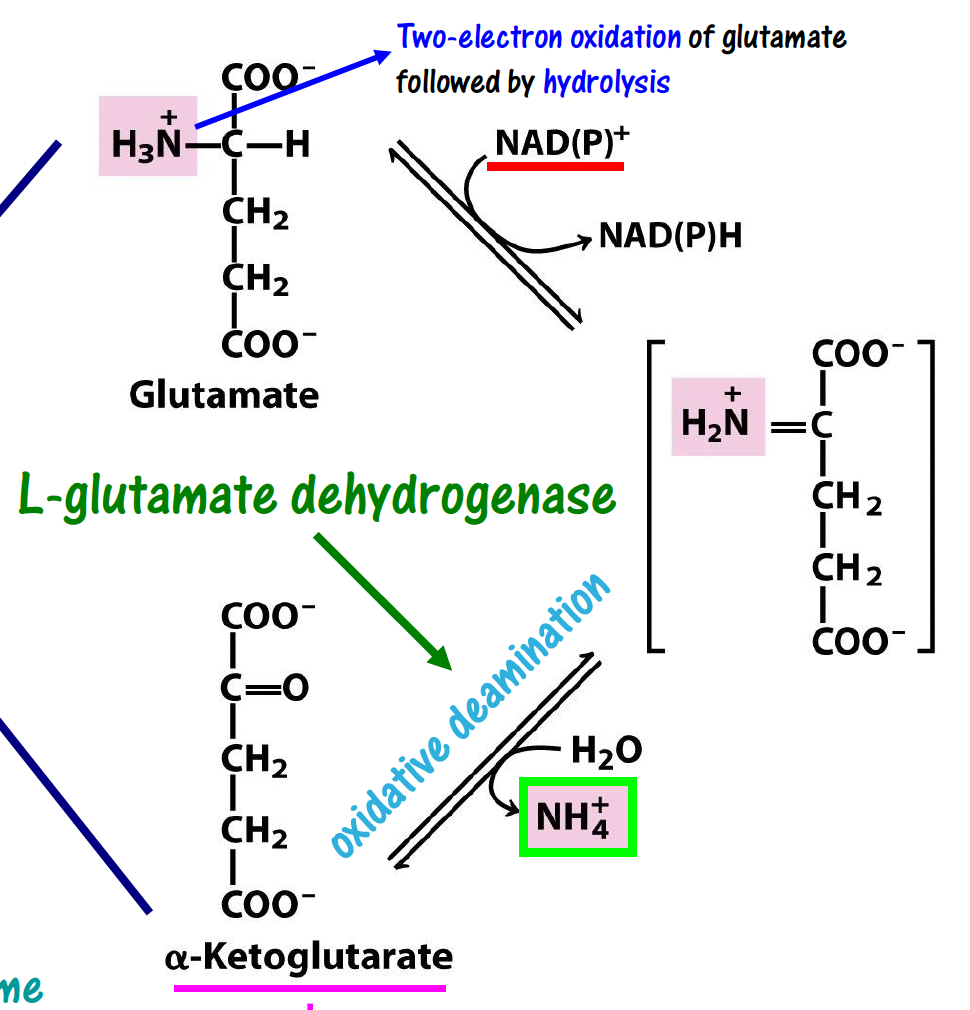 Two-electron oxidation of glutamate
followed by hydrolysis
COO⁻
H₃N⁺—C—H
CH₂
CH₂
COO⁻
Glutamate
NAD(P)⁺
NAD(P)H
COO⁻
H₂N⁺=C
CH₂
CH₂
COO⁻
L-glutamate dehydrogenase
oxidative deamination
H₂O
NH₄⁺
COO⁻
C=O
CH₂
CH₂
COO⁻
α-Ketoglutarate
me